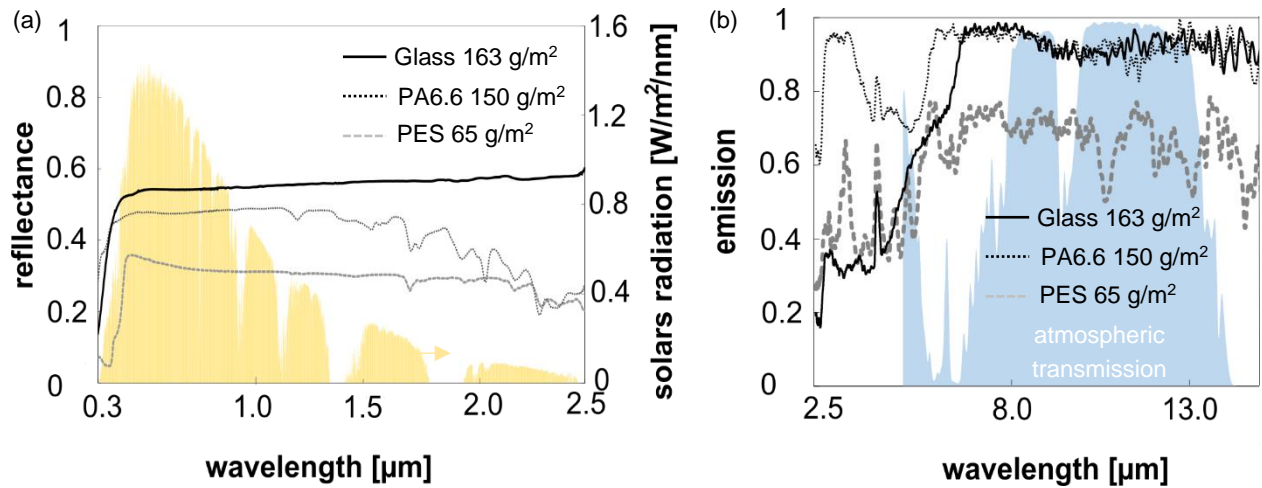 (a)
1
0.8
0.6
0.4
0.2
0
refllectance
1.6
1.2
0.8
0.4
0
solars radiation [W/m²/nm]
Glass 163 g/m²
PA6.6 150 g/m²
PES 65 g/m²
0.3
1.0
1.5
2.0
2.5
wavelength [µm]
(b)
1
0.8
0.6
0.4
0.2
0
emission
Glass 163 g/m²
PA6.6 150 g/m²
PES 65 g/m²
atmospheric
transmission
2.5
8.0
13.0
wavelength [µm]